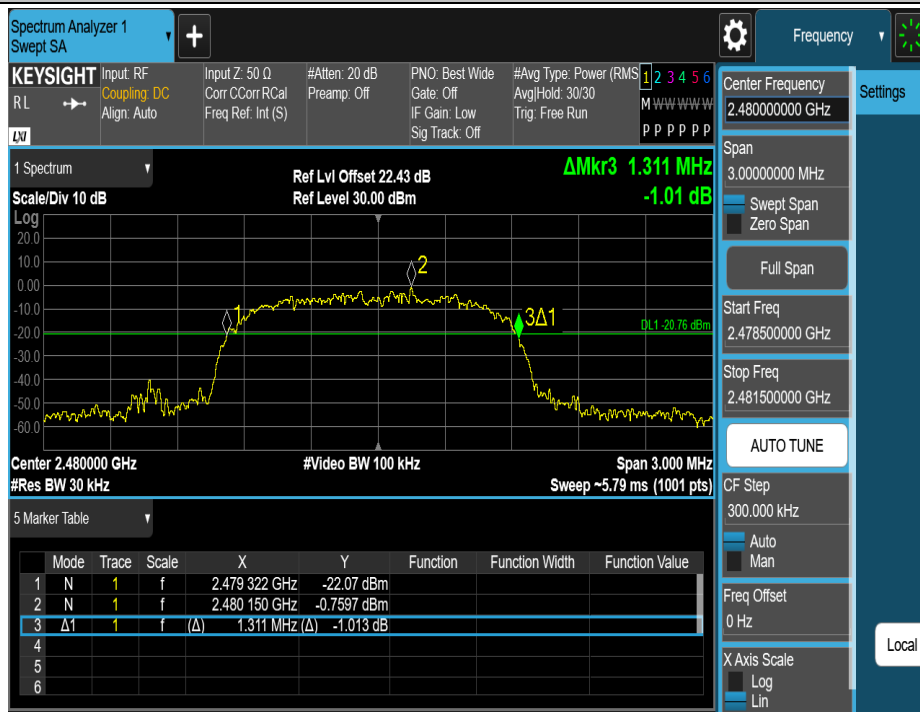 Spectrum Analyzer 1
Swept SA
+
Frequency
KEYSIGHT
R L
LXI
Input: RF
Coupling: DC
Align: Auto
Input Z: 50 Ω
Corr CCorr RCal
Freq Ref: Int (S)
#Atten: 20 dB
Preamp: Off
PNO: Best Wide
Gate: Off
IF Gain: Low
Sig Track: Off
#Avg Type: Power (RMS
Avg|Hold: 30/30
Trig: Free Run
1 2 3 4 5 6
M W W W W W
P P P P P P
Center Frequency
2.480000000 GHz
Settings
Span
3.00000000 MHz
Swept Span
Zero Span
Full Span
Start Freq
2.478500000 GHz
Stop Freq
2.481500000 GHz
AUTO TUNE
CF Step
300.000 kHz
Auto
Man
Freq Offset
0 Hz
Local
X Axis Scale
Log
Lin
1 Spectrum
Scale/Div 10 dB
Ref Lvl Offset 22.43 dB
Ref Level 30.00 dBm
ΔMkr3 1.311 MHz
-1.01 dB
Log
20.0
10.0
0.00
-10.0
-20.0
-30.0
-40.0
-50.0
-60.0
1
2
3Δ1
DL1 -20.76 dBm
Center 2.480000 GHz
#Video BW 100 kHz
Span 3.000 MHz
#Res BW 30 kHz
Sweep ~5.79 ms (1001 pts)
5 Marker Table
Mode Trace Scale X Y Function Function Width Function Value
1 N 1 f 2.479 322 GHz -22.07 dBm
2 N 1 f 2.480 150 GHz -0.7597 dBm
3 Δ1 1 f (Δ) 1.311 MHz (Δ) -1.013 dB
4
5
6